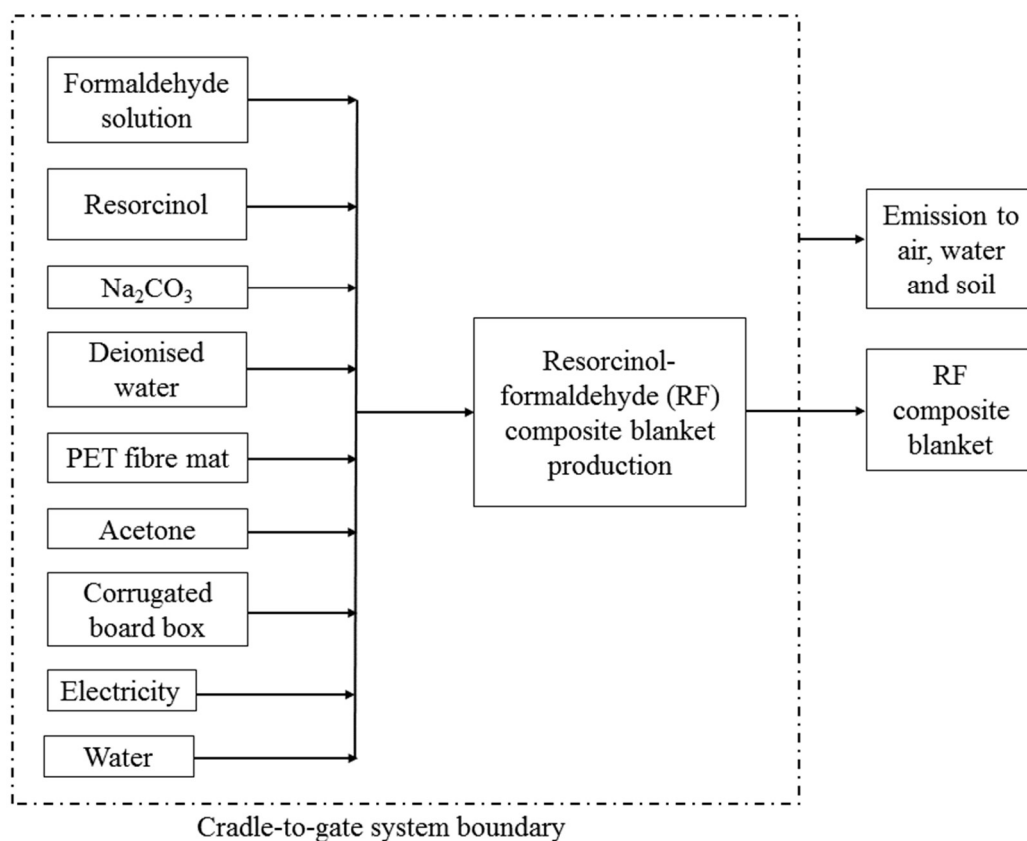 Formaldehyde
solution
Resorcinol
Na₂CO₃
Deionised
water
PET fibre mat
Acetone
Corrugated
board box
Electricity
Water
Resorcinol-
formaldehyde (RF)
composite blanket
production
Emission to
air, water
and soil
RF
composite
blanket
Cradle-to-gate system boundary